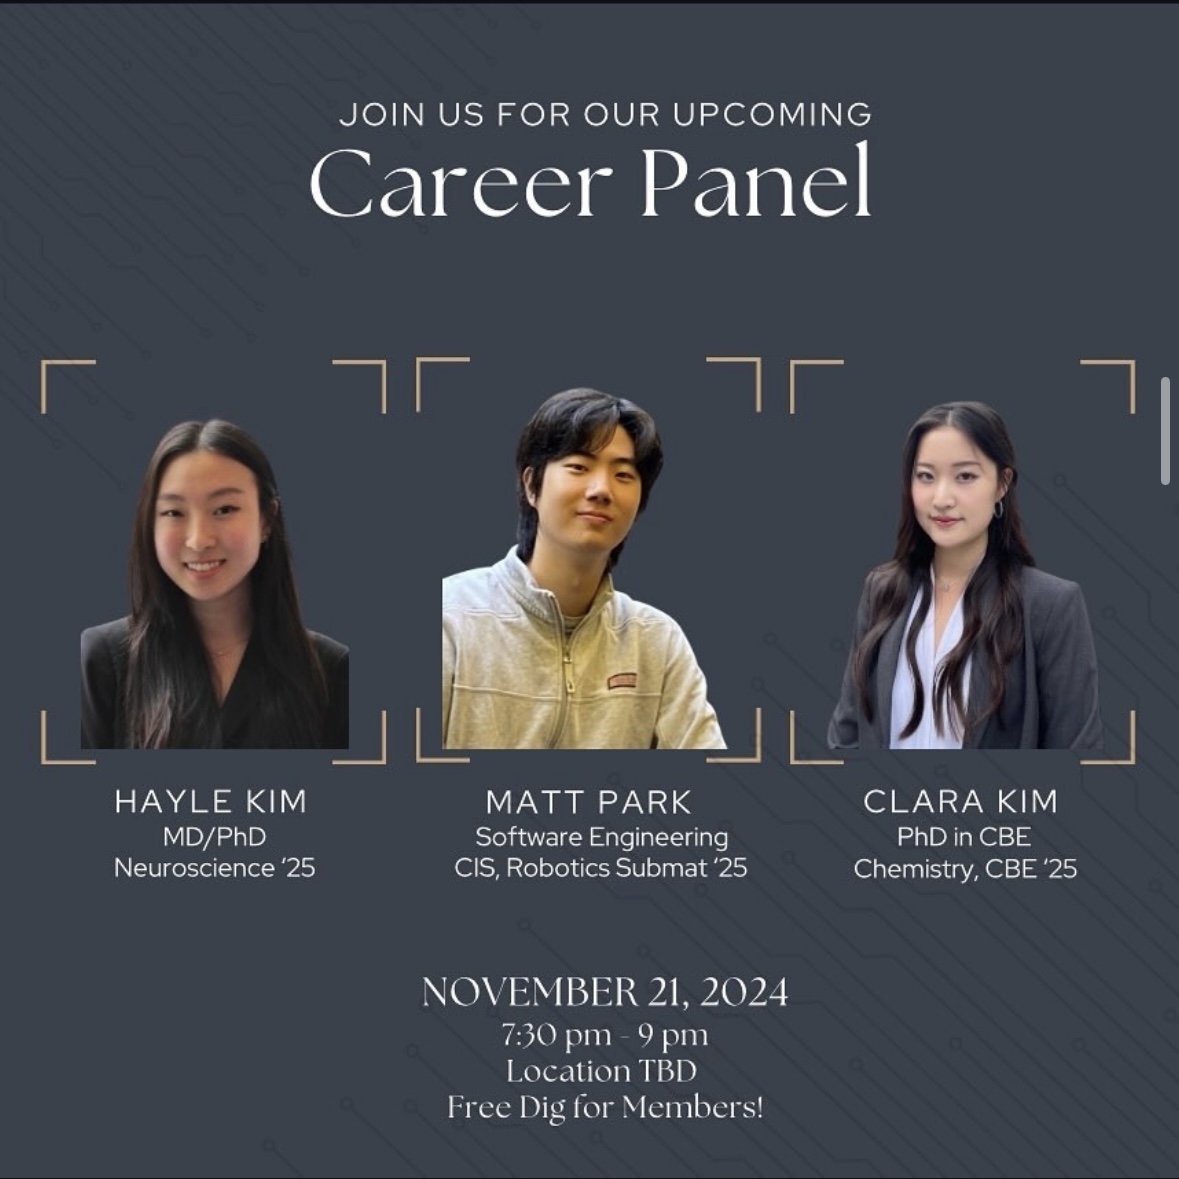 JOIN US FOR OUR UPCOMING
Career Panel
HAYLE KIM
MD/PhD
Neuroscience ‘25
MATT PARK
Software Engineering
CIS, Robotics Submat ‘25
CLARA KIM
PhD in CBE
Chemistry, CBE ‘25
NOVEMBER 21, 2024
7:30 pm - 9 pm
Location TBD
Free Dig for Members!